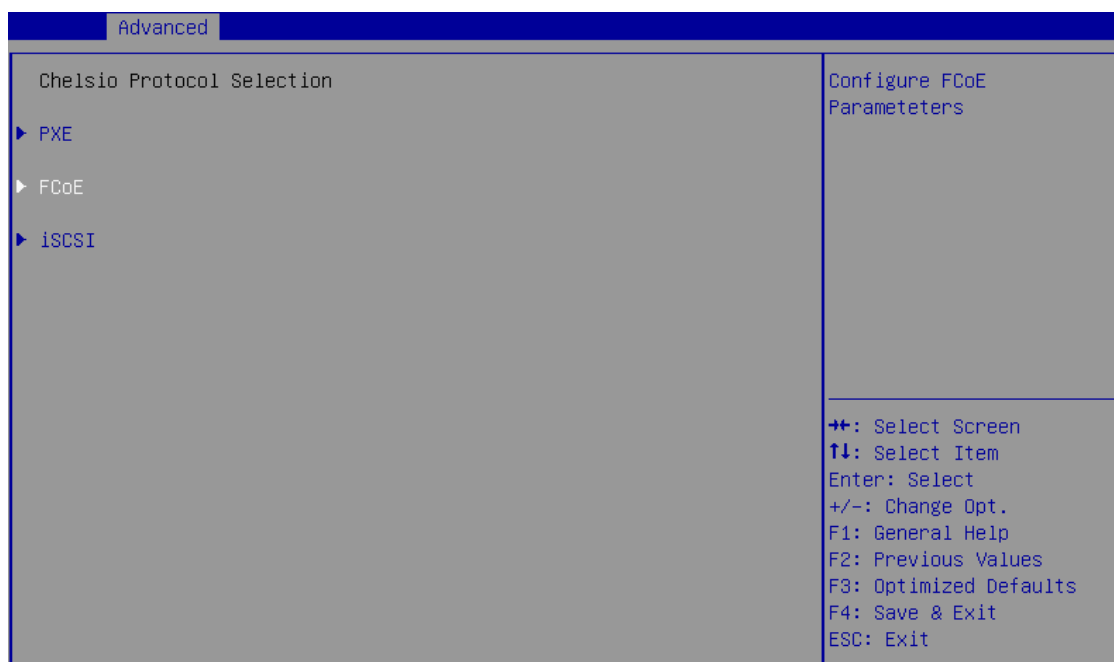 Advanced
Chelsio Protocol Selection
PXE
FCoE
iSCSI
Configure FCoE
Parameteters
→←: Select Screen
↑↓: Select Item
Enter: Select
+/-: Change Opt.
F1: General Help
F2: Previous Values
F3: Optimized Defaults
F4: Save & Exit
ESC: Exit